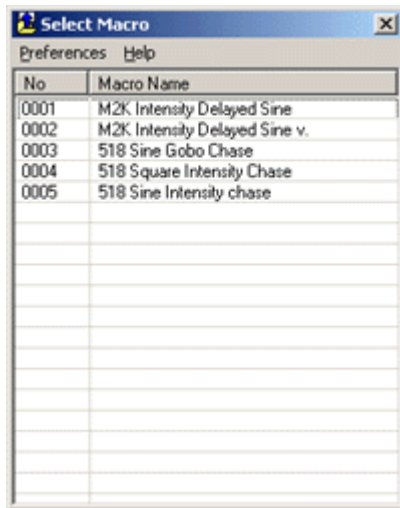 Select Macro
Preferences Help
No Macro Name
0001 M2K Intensity Delayed Sine
0002 M2K Intensity Delayed Sine v.
0003 518 Sine Gobo Chase
0004 518 Square Intensity Chase
0005 518 Sine Intensity chase